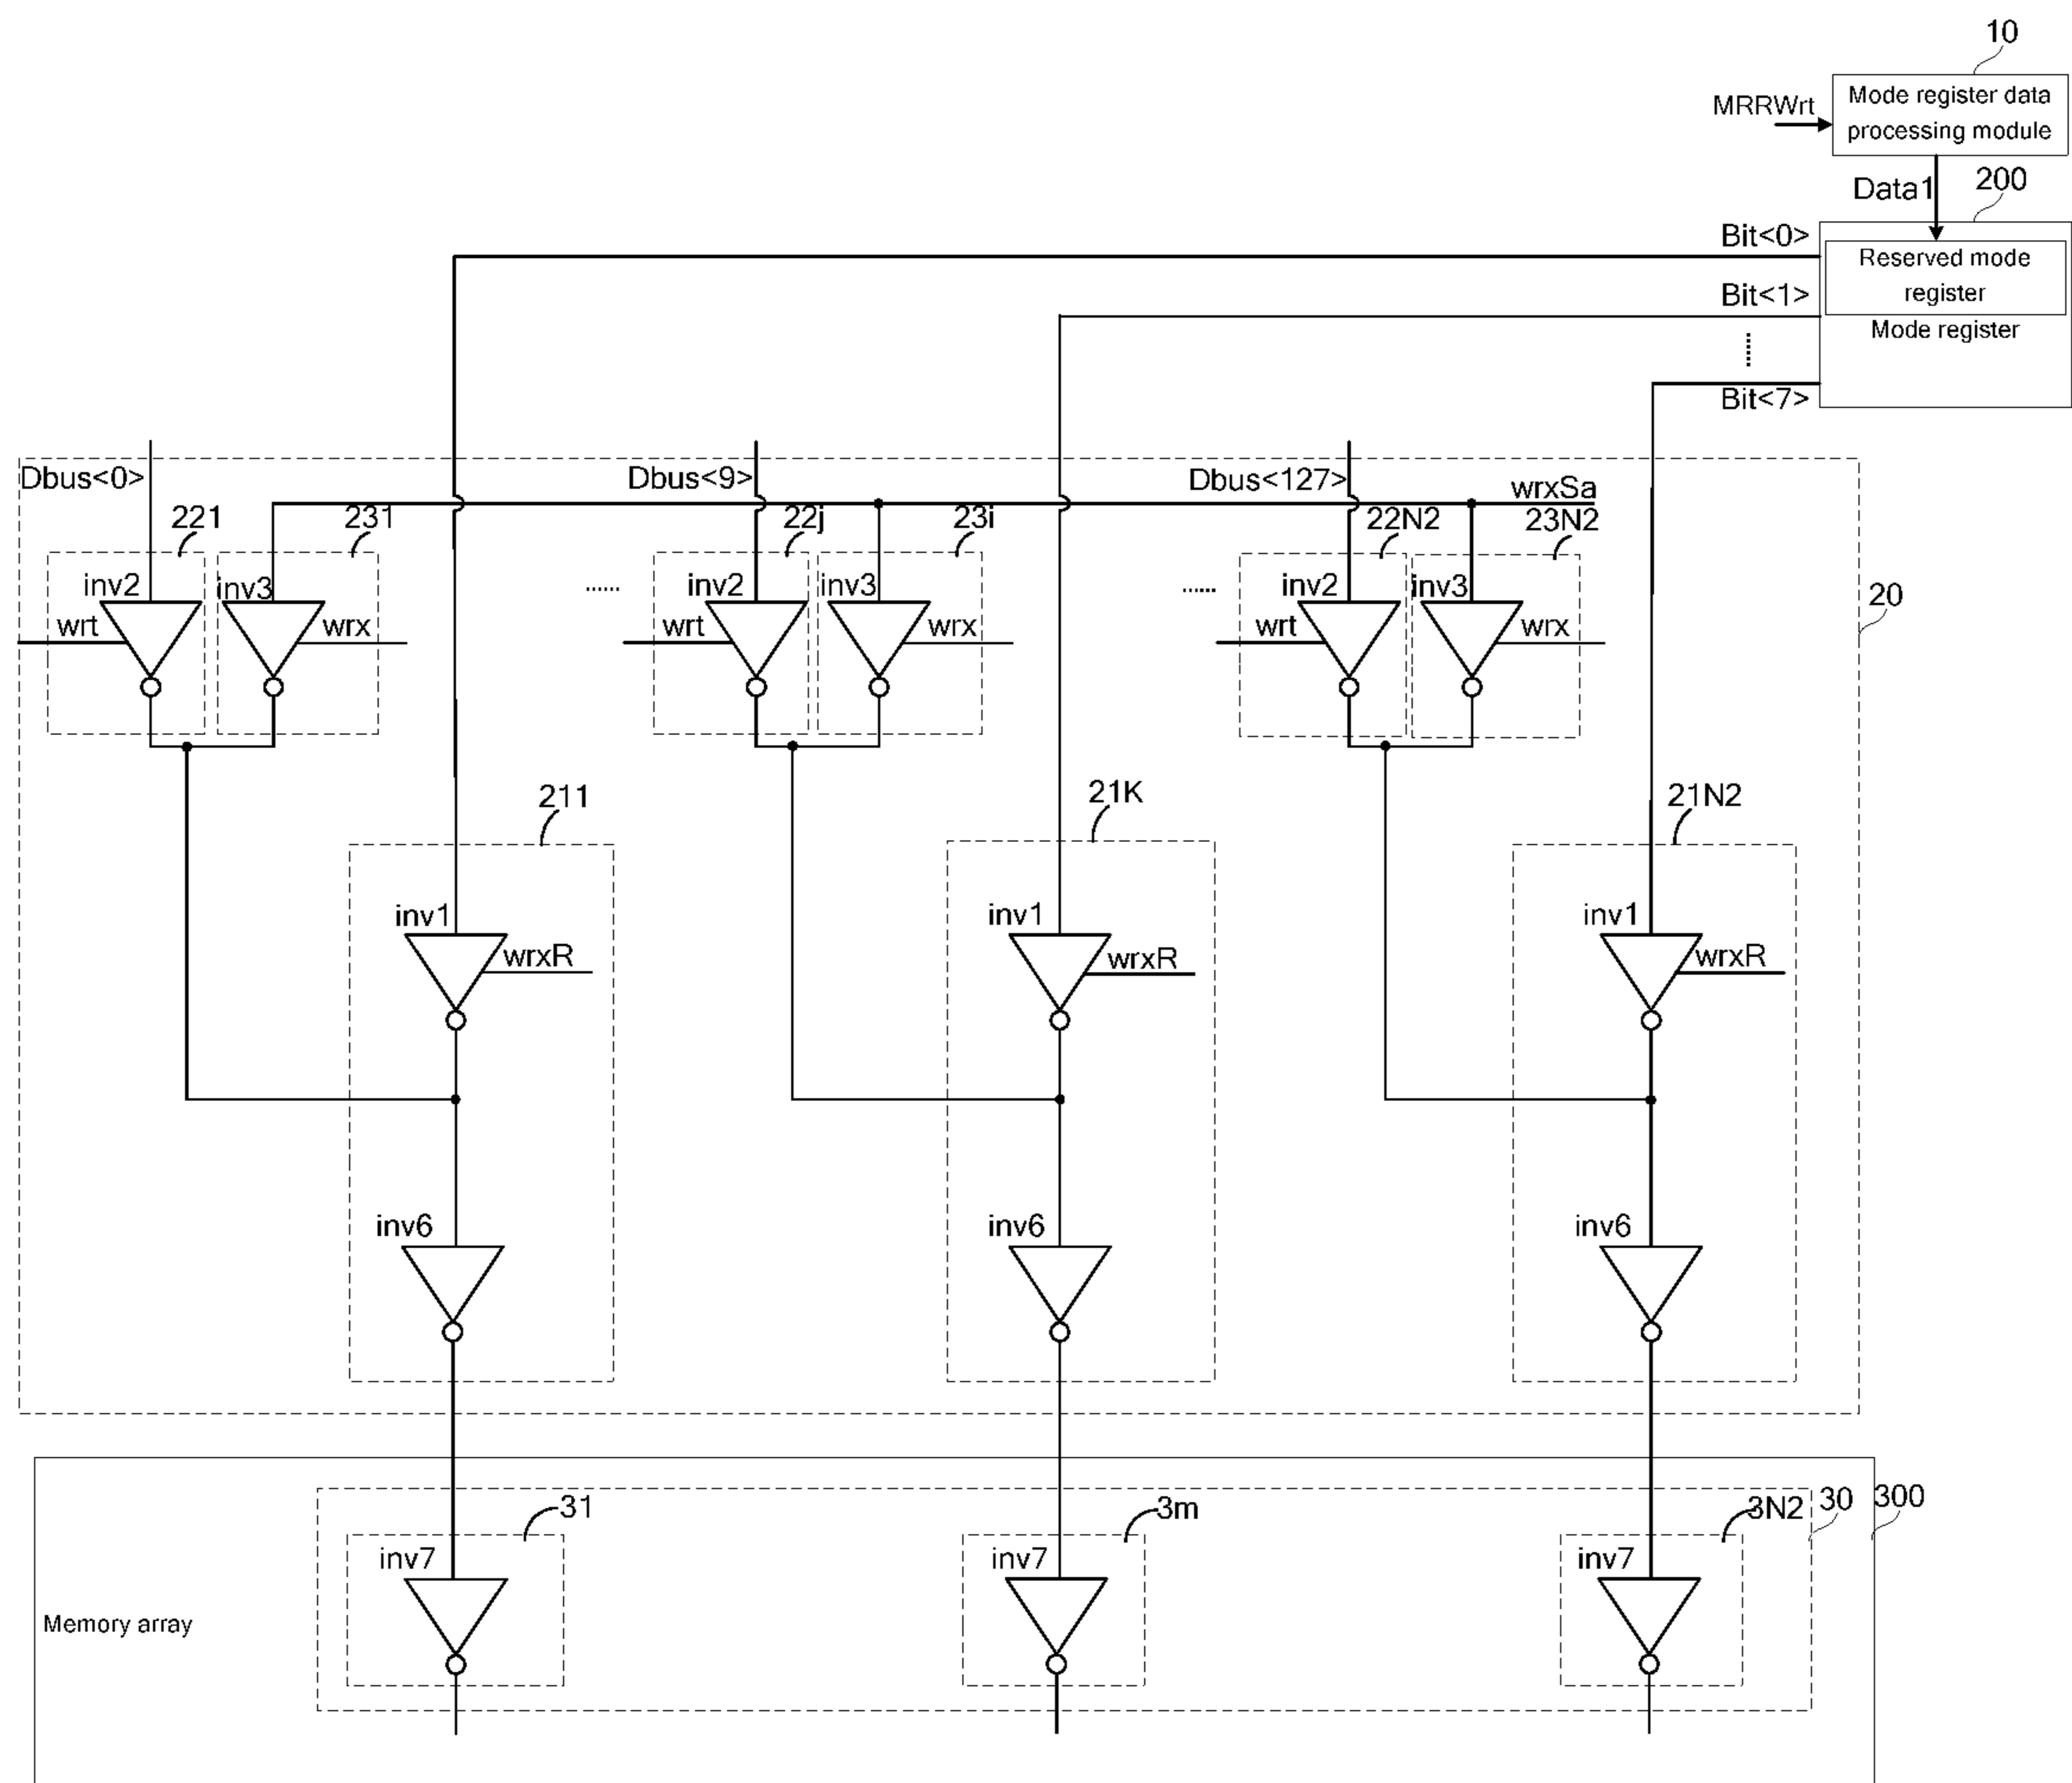 10
MRRWrt
Mode register data
processing module
Data1
200
Bit<0>
Reserved mode
register
Bit<1>
Mode register
Bit<7>
Dbus<0>
Dbus<9>
Dbus<127>
wrxSa
221
231
22j
23i
22N2
23N2
inv2
inv3
......
inv2
inv3
......
inv2
inv3
20
wrt
wrx
wrt
wrx
wrt
wrx
211
21K
21N2
inv1
inv1
inv1
wrxR
wrxR
wrxR
inv6
inv6
inv6
31
3m
3N2
30
300
inv7
inv7
inv7
Memory array